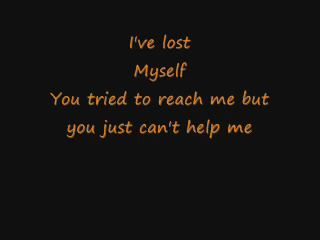 I've lost
Myself
You tried to reach me but
you just can't help me